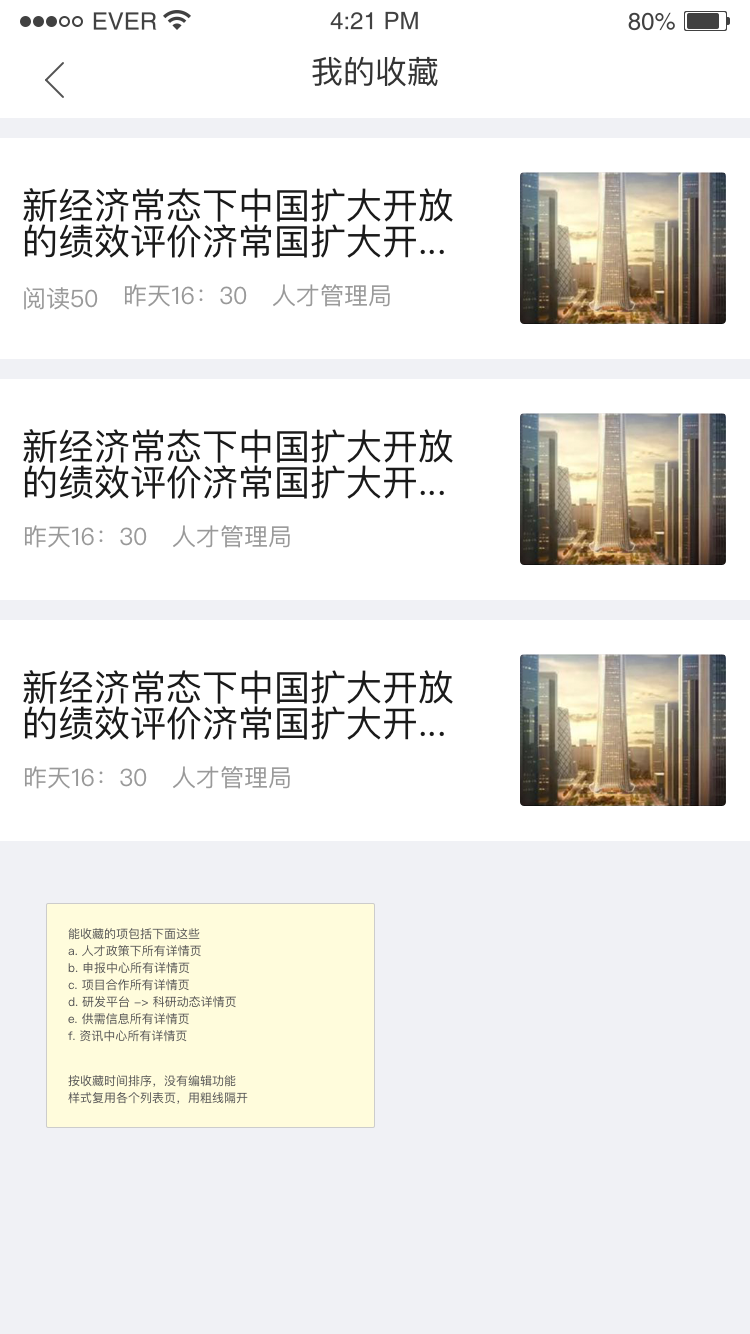 EVER 4:21 PM 80%
我的收藏
新经济常态下中国扩大开放
的绩效评价济常国扩大开...
阅读50 昨天16：30 人才管理局
新经济常态下中国扩大开放
的绩效评价济常国扩大开...
昨天16：30 人才管理局
新经济常态下中国扩大开放
的绩效评价济常国扩大开...
昨天16：30 人才管理局
能收藏的项包括下面这些
a. 人才政策下所有详情页
b. 申报中心所有详情页
c. 项目合作所有详情页
d. 研发平台 -> 科研动态详情页
e. 供需信息所有详情页
f. 资讯中心所有详情页
按收藏时间排序，没有编辑功能
样式复用各个列表页，用粗线隔开